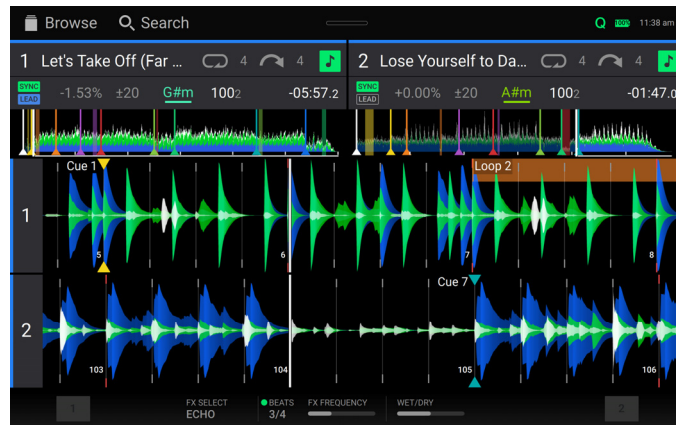 Browse Search Q 100% 11:38 am
1 Let's Take Off (Far ... 4 4
2 Lose Yourself to Da... 4 4
SYNC
LEAD -1.53% ±20 G#m 1002 -05:57.2
SYNC
LEAD +0.00% ±20 A#m 1002 -01:47.0
Cue 1 Loop 2
1
5 6 7 8
Cue 7
2
103 104 105 106
1 FX SELECT BEATS FX FREQUENCY WET/DRY 2
ECHO 3/4